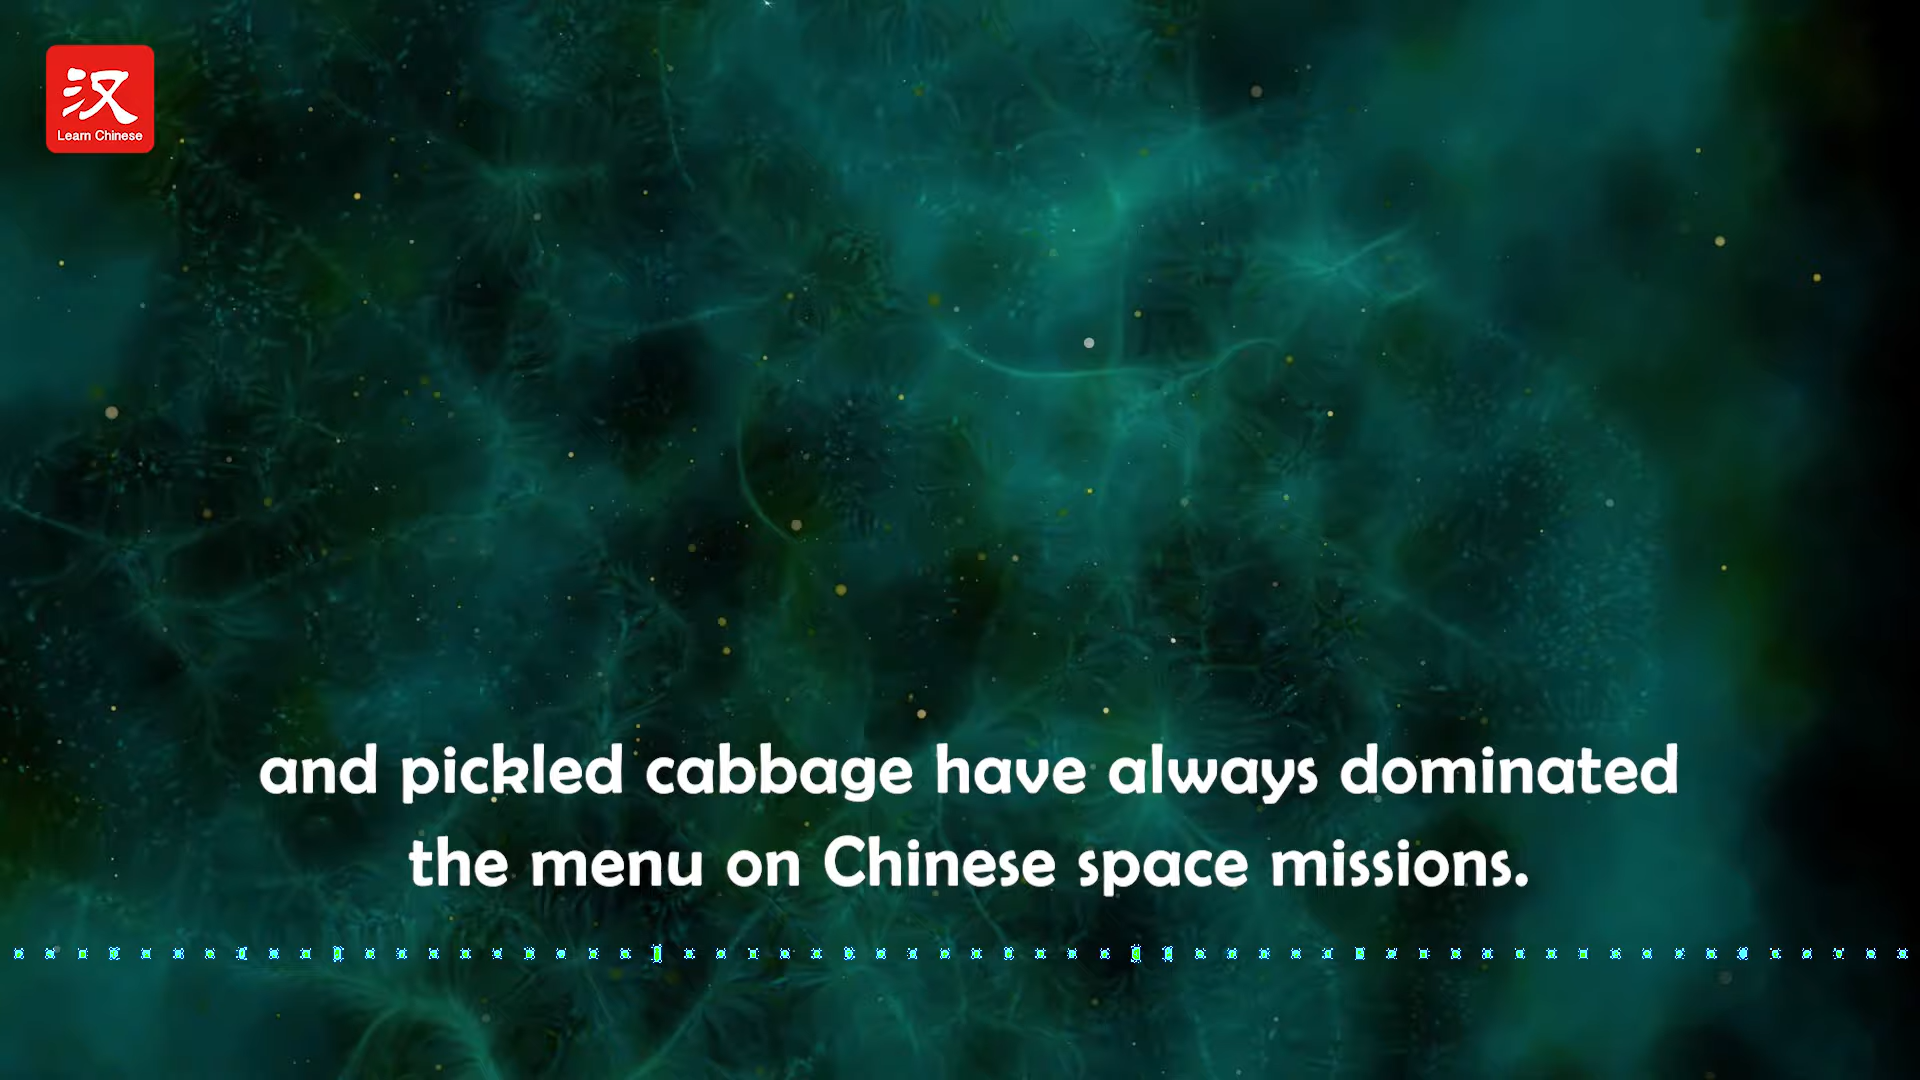 汉
Learn Chinese
and pickled cabbage have always dominated
the menu on Chinese space missions.